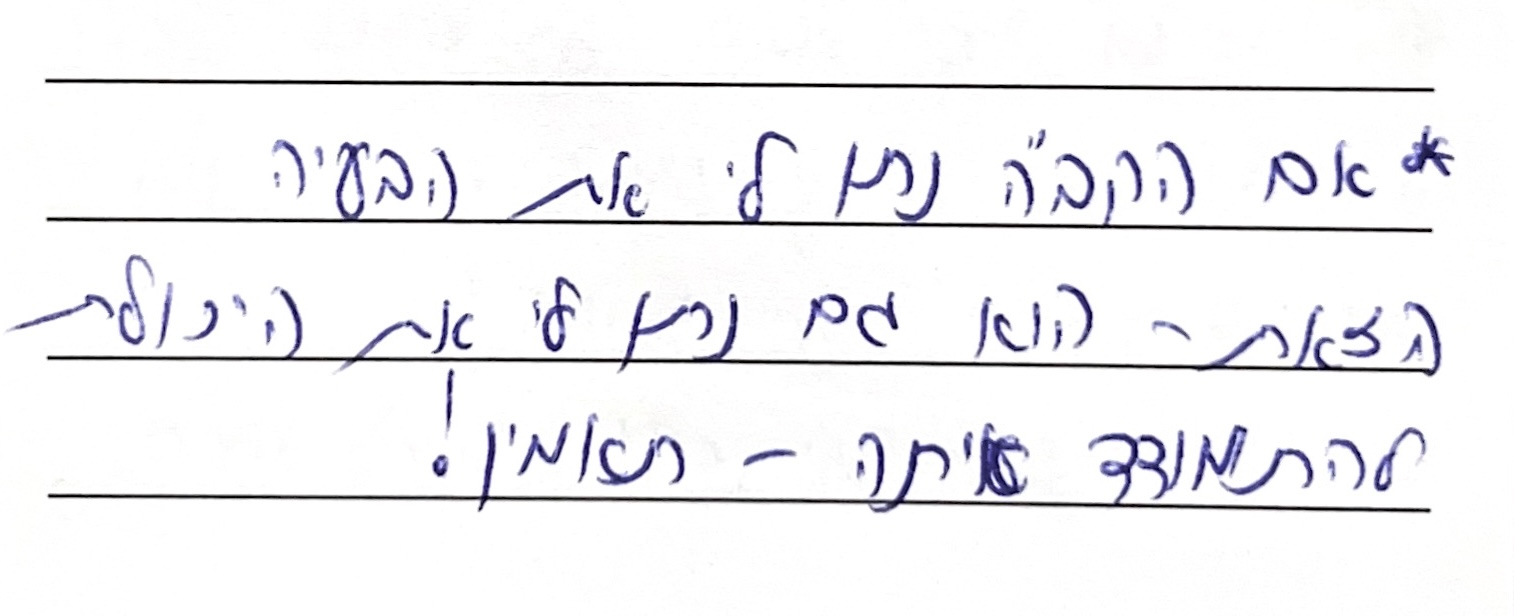 * אם הקב"ה נתן לי את הבעיה
הזאת - הוא גם נתן לי את היכולת
להתמודד איתה - תאמין!